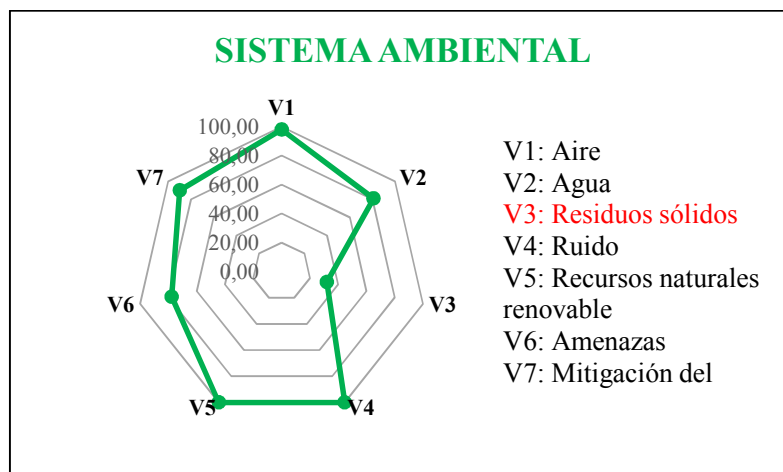 SISTEMA AMBIENTAL
V1
100,00
80,00
60,00
40,00
20,00
0,00
V2
V3
V4
V5
V6
V7
V1: Aire
V2: Agua
V3: Residuos sólidos
V4: Ruido
V5: Recursos naturales
renovable
V6: Amenazas
V7: Mitigación del